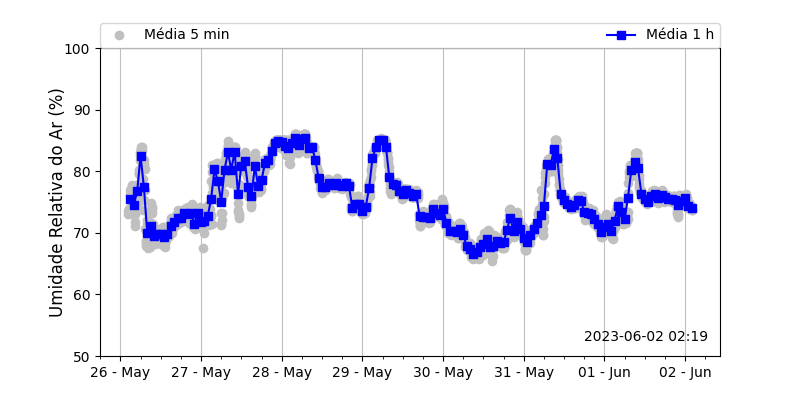 Média 5 min
Média 1 h
Umidade Relativa do Ar (%)
100
90
80
70
60
50
2023-06-02 02:19
26 - May
27 - May
28 - May
29 - May
30 - May
31 - May
01 - Jun
02 - Jun